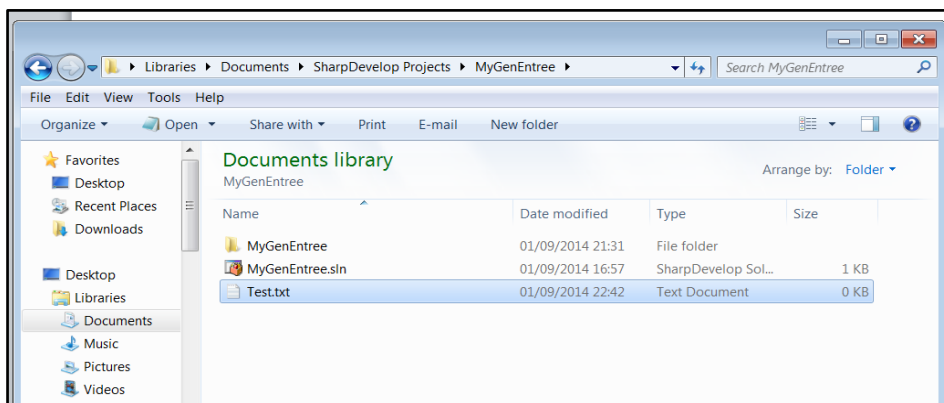 Libraries Documents SharpDevelop Projects MyGenEntree Search MyGenEntree
File Edit View Tools Help
Organize Open Share with Print E-mail New folder
Favorites
Desktop
Recent Places
Downloads
Desktop
Libraries
Documents
Music
Pictures
Videos
Documents library
MyGenEntree
Arrange by: Folder
Name Date modified Type Size
MyGenEntree 01/09/2014 21:31 File folder
MyGenEntree.sln 01/09/2014 16:57 SharpDevelop Sol... 1 KB
Test.txt 01/09/2014 22:42 Text Document 0 KB